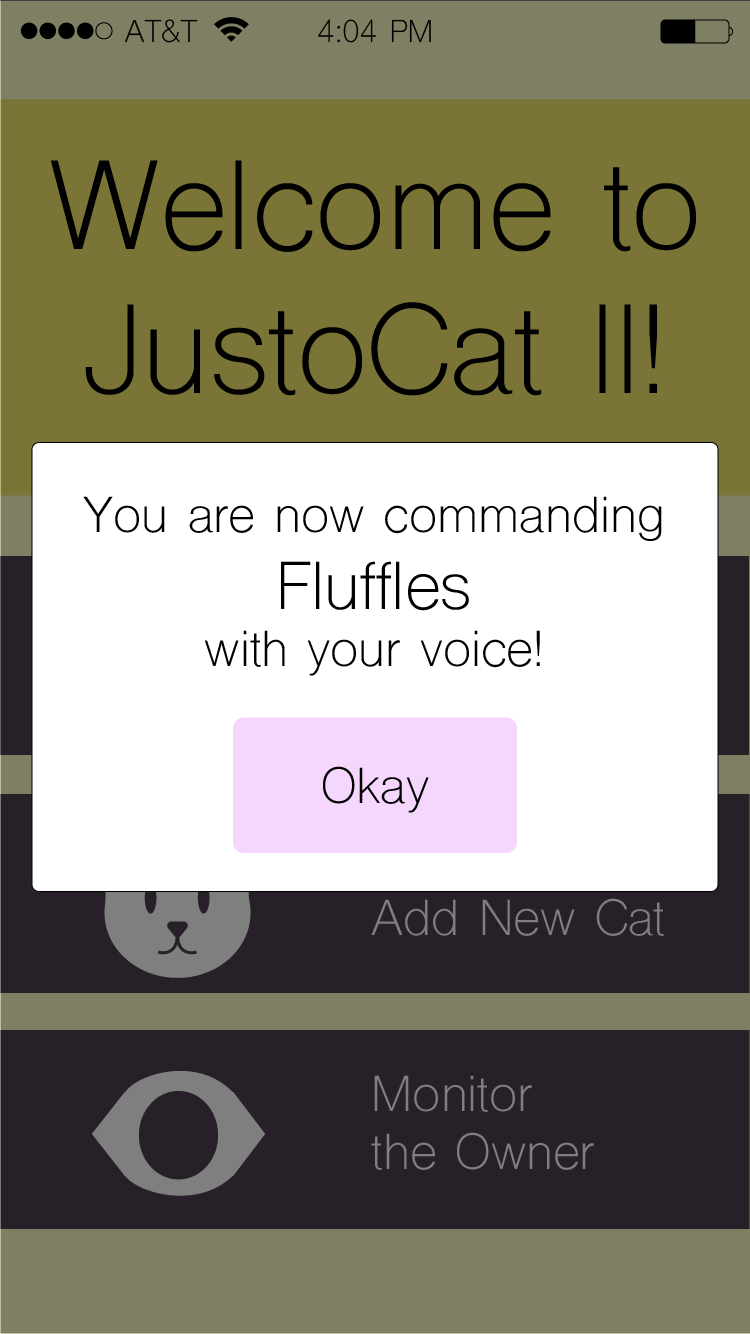 AT&T 4:04 PM
Welcome to
JustoCat II!
You are now commanding
Fluffles
with your voice!
Okay
Add New Cat
Monitor
the Owner